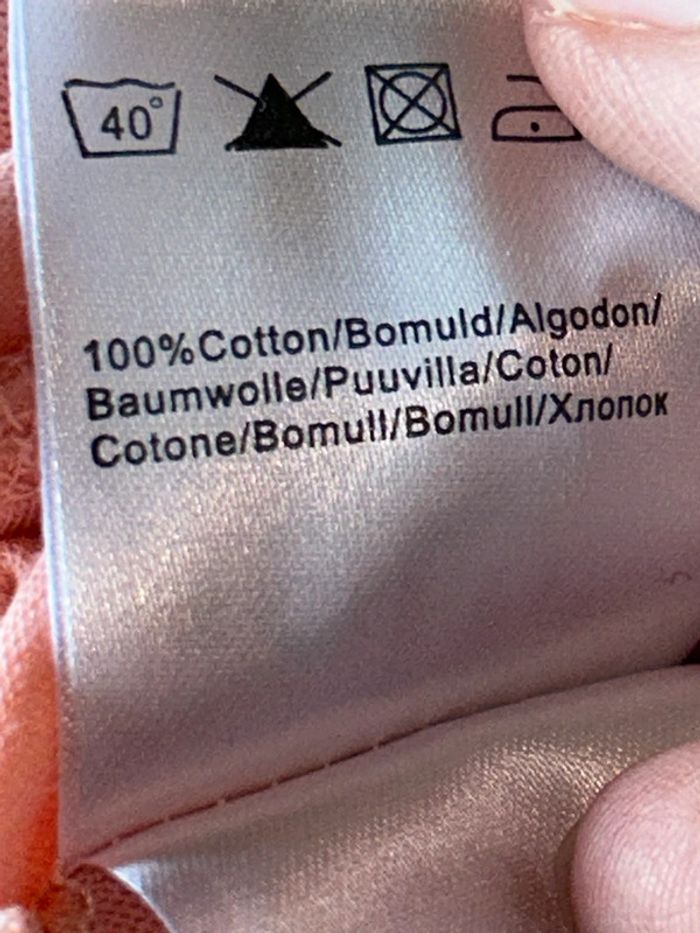 40°
100%Cotton/Bomuld/Algodon/
Baumwolle/Puuvilla/Coton/
Cotone/Bomull/Bomull/Хлопок